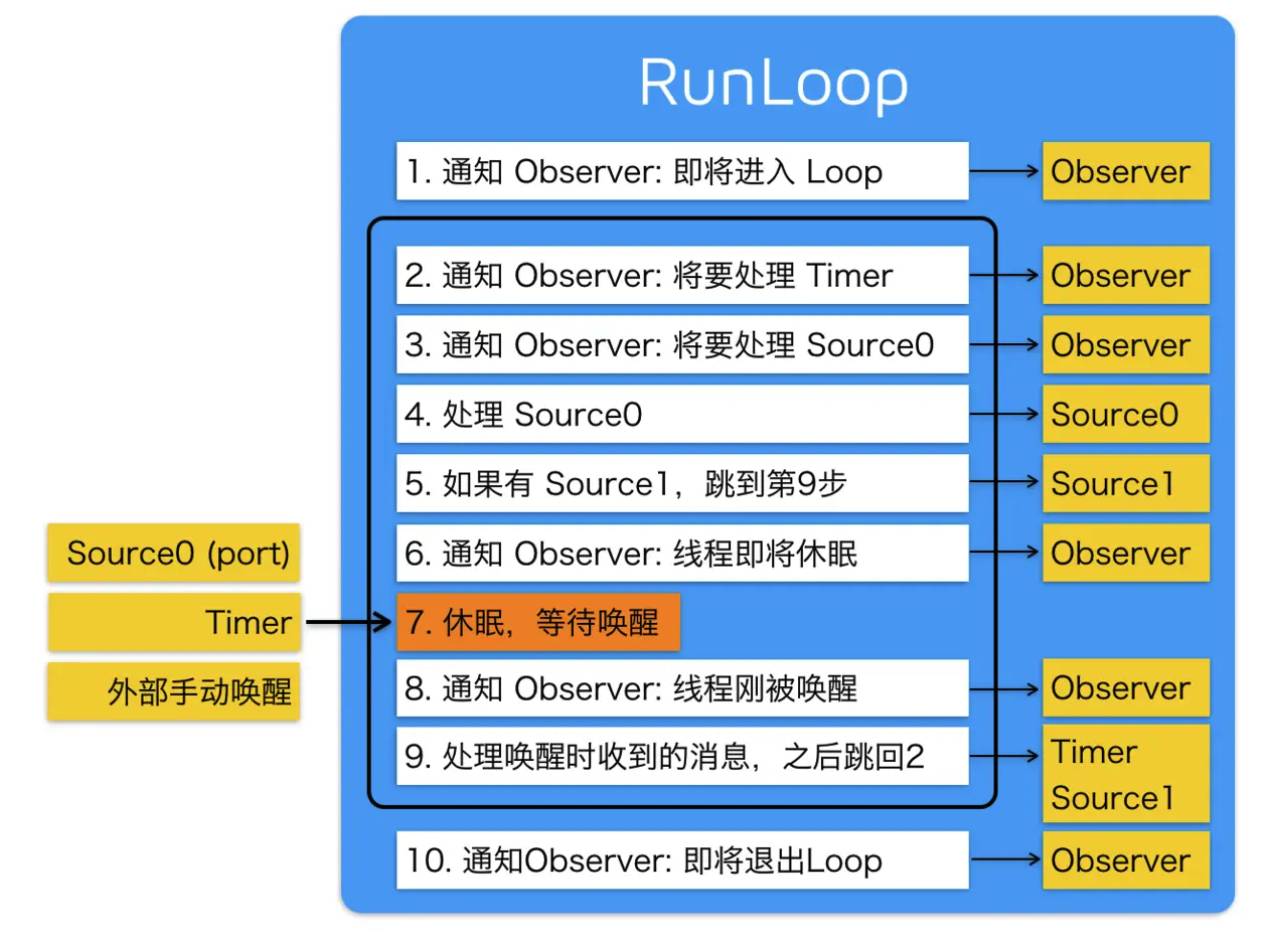 RunLoop
1. 通知 Observer: 即将进入 Loop
Observer
2. 通知 Observer: 将要处理 Timer
Observer
3. 通知 Observer: 将要处理 Source0
Observer
4. 处理 Source0
Source0
5. 如果有 Source1，跳到第9步
Source1
Source0 (port)
6. 通知 Observer: 线程即将休眠
Observer
Timer
7. 休眠，等待唤醒
外部手动唤醒
8. 通知 Observer: 线程刚被唤醒
Observer
9. 处理唤醒时收到的消息，之后跳回2
Timer
Source1
10. 通知Observer: 即将退出Loop
Observer